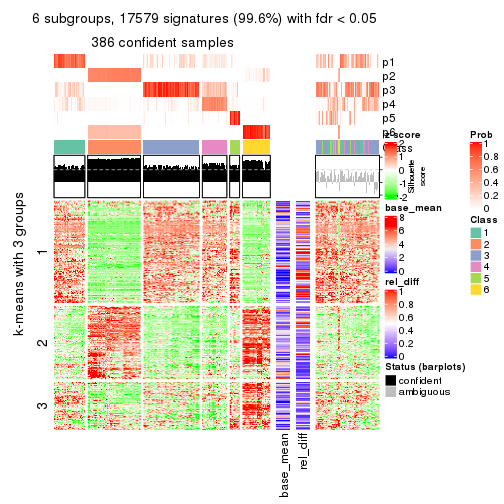 6 subgroups, 17579 signatures (99.6%) with fdr < 0.05
386 confident samples
p1
p2
p3
p4
p5
p6
Class
Silhouette
score
k-means with 3 groups
1
2
3
base_mean
rel_diff
z-score
2
1
0
-1
-2
base_mean
8
6
4
2
0
rel_diff
1
0.8
0.6
0.4
0.2
0
Status (barplots)
confident
ambiguous
Prob
1
0.8
0.6
0.4
0.2
0
Class
1
2
3
4
5
6